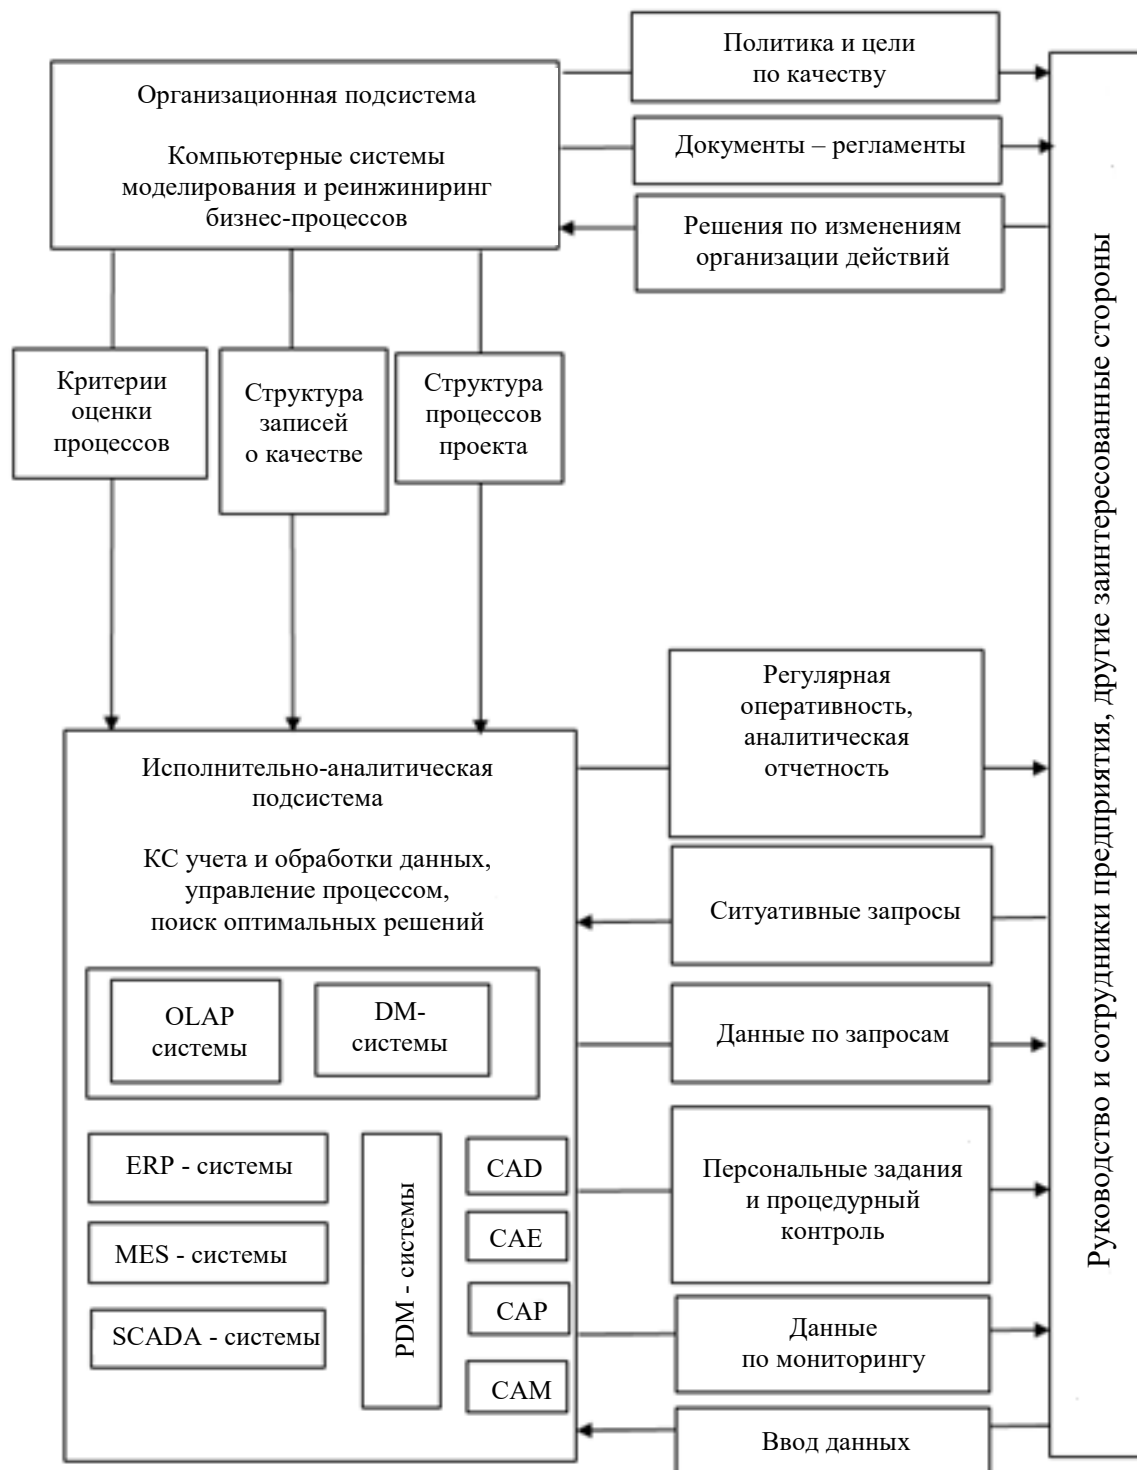 Политика и цели
по качеству
Организационная подсистема
Компьютерные системы
моделирования и реинжиниринг
бизнес-процессов
Документы – регламенты
Решения по изменениям
организации действий
Руководство и сотрудники предприятия, другие заинтересованные стороны
Критерии
оценки
процессов
Структура
записей
о качестве
Структура
процессов
проекта
Исполнительно-аналитическая
подсистема
КС учета и обработки данных,
управление процессом,
поиск оптимальных решений
OLAP
системы
DM-
системы
ERP - системы
MES - системы
SCADA - системы
PDM - системы
CAD
CAE
CAP
CAM
Регулярная
оперативность,
аналитическая
отчетность
Ситуативные запросы
Данные по запросам
Персональные задания
и процедурный
контроль
Данные
по мониторингу
Ввод данных